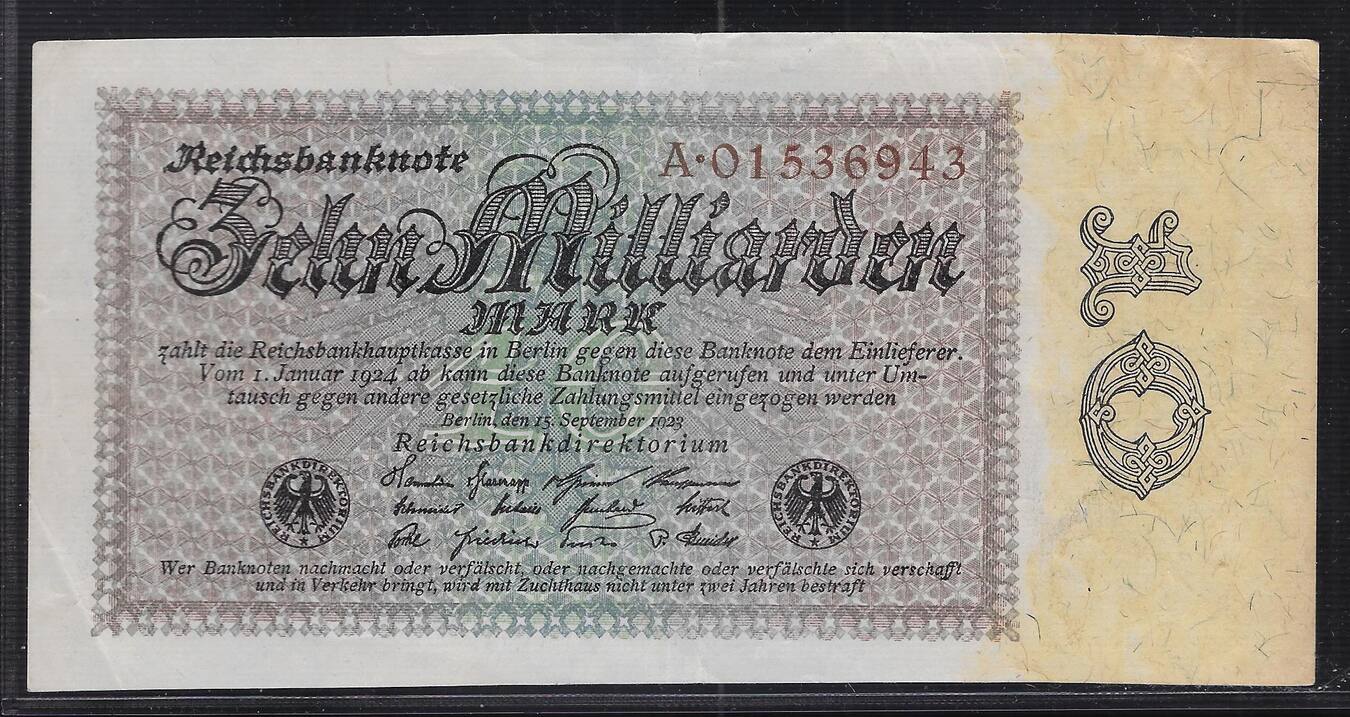 Reichsbanknote
A·01536943
Zehn Milliarden
MARK
zahlt die Reichsbankhauptkasse in Berlin gegen diese Banknote dem Einlieferer.
Vom 1. Januar 1924 ab kann diese Banknote aufgerufen und unter Um-
tausch gegen andere gesetzliche Zahlungsmittel eingezogen werden
Berlin, den 15. September 1923
Reichsbankdirektorium
REICHSBANKDIREKTORIUM
REICHSBANKDIREKTORIUM
Wer Banknoten nachmacht oder verfälscht, oder nachgemachte oder verfälschte sich verschafft
und in Verkehr bringt, wird mit Zuchthaus nicht unter zwei Jahren bestraft
10